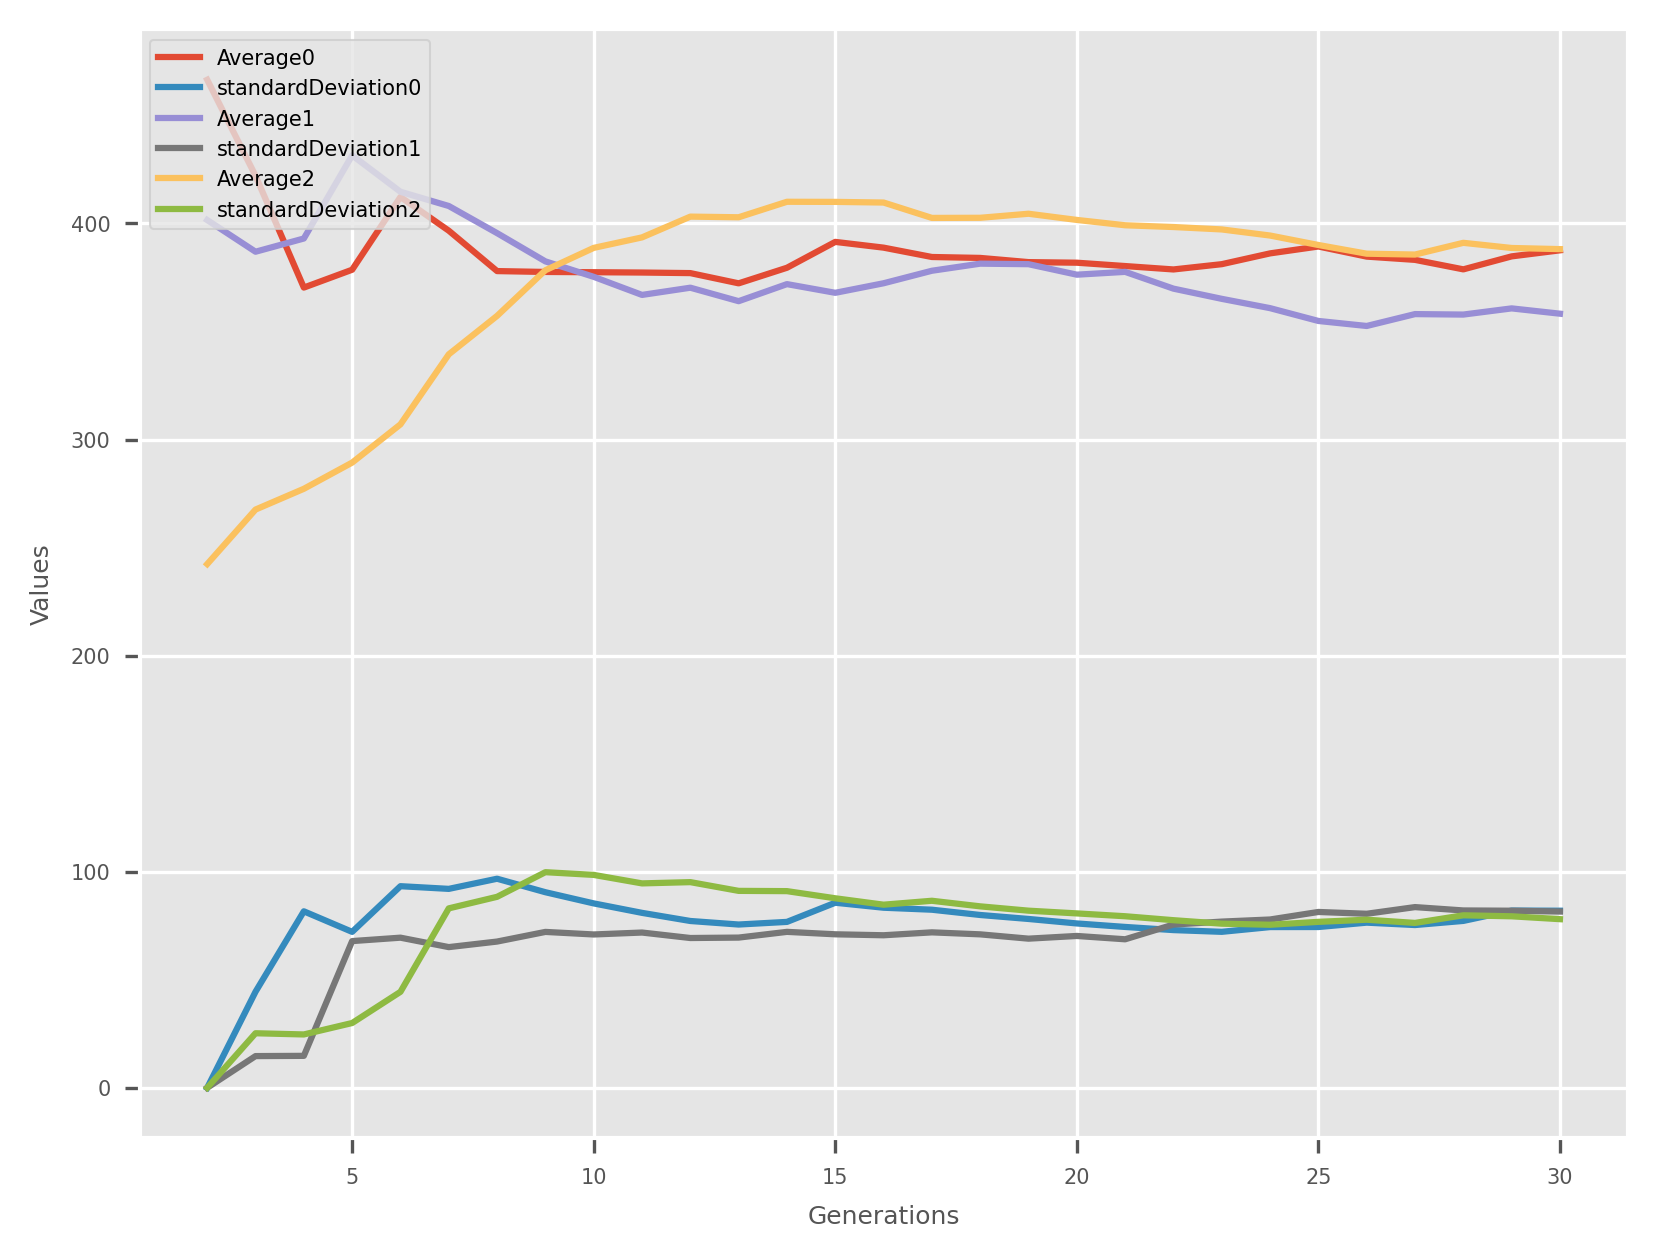 Average0
standardDeviation0
Average1
standardDeviation1
Average2
standardDeviation2
400
300
200
100
0
Values
5 10 15 20 25 30
Generations